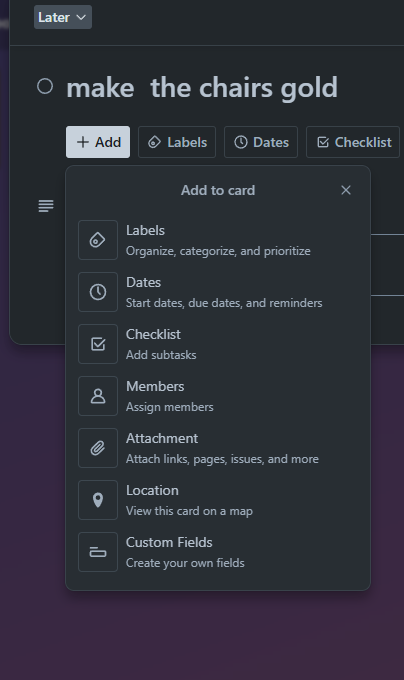 Later
make  the chairs gold
+ Add
Labels
Dates
Checklist
Add to card
Labels
Organize, categorize, and prioritize
Dates
Start dates, due dates, and reminders
Checklist
Add subtasks
Members
Assign members
Attachment
Attach links, pages, issues, and more
Location
View this card on a map
Custom Fields
Create your own fields